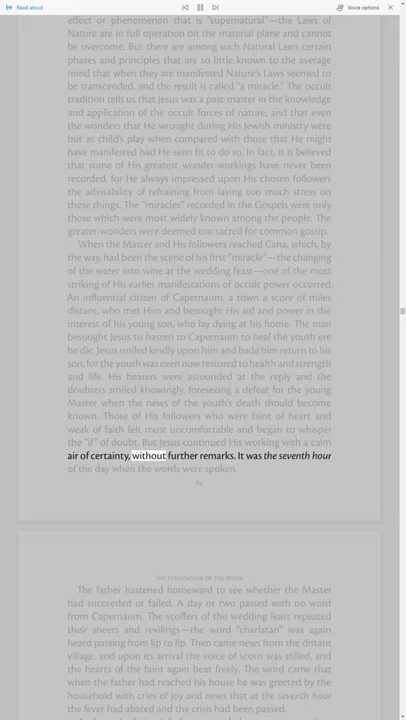 Read aloud
Voice options
effect or phenomenon that is "supernatural"—the Laws of
Nature are in full operation on the material plane and cannot
be overcome. But there are among such Natural Laws certain
phases and principles that are so little known to the average
mind that when they are manifested Nature's Laws seemed to
be transcended, and the result is called "a miracle." The occult
tradition tells us that Jesus was a past-master in the knowledge
and application of the occult forces of nature, and that even
the wonders that He wrought during His Jewish ministry were
but as child's play when compared with those that He might
have manifested had He seen fit to do so. In fact, it is believed
that some of His greatest wonder-workings have never been
recorded, for He always impressed upon His chosen followers
the advisability of refraining from laying too much stress on
these things. The "miracles" recorded in the Gospels were only
those which were most widely known among the people. The
greater-wonders were deemed too sacred for common gossip.
When the Master and His followers reached Cana, which, by
the way, had been the scene of his first "miracle"—the changing
of the water into wine at the wedding feast—one of the most
striking of His earlier manifestations of occult power occurred.
An influential citizen of Capernaum, a town a score of miles
distant, who met Him and besought His aid and power in the
interest of his young son, who lay dying at his home. The man
besought Jesus to hasten to Capernaum to heal the youth ere
he die. Jesus smiled kindly upon him and bade him return to his
son, for the youth was even now restored to health and strength
and life. His hearers were astounded at the reply and the
doubters smiled knowingly, foreseeing a defeat for the young
Master when the news of the youth's death should become
known. Those of His followers who were faint of heart and
weak of faith felt most uncomfortable and began to whisper
the "if" of doubt. But Jesus continued His working with a calm
air of certainty, without further remarks. It was the seventh hour
of the day when the words were spoken.
84
The Foundation of the Work
The father hastened homeward to see whether the Master
had succeeded or failed. A day or two passed with no word
from Capernaum. The scoffers of the wedding feast repeated
their sneers and revilings—the word "charlatan" was again
heard passing from lip to lip. Then came news from the distant
village, and upon its arrival the voice of scorn was stilled, and
the hearts of the faint again beat freely. The word came that
when the father had reached his house he was greeted by the
household with cries of joy and news that at the seventh hour
the fever had abated and the crisis had been passed.